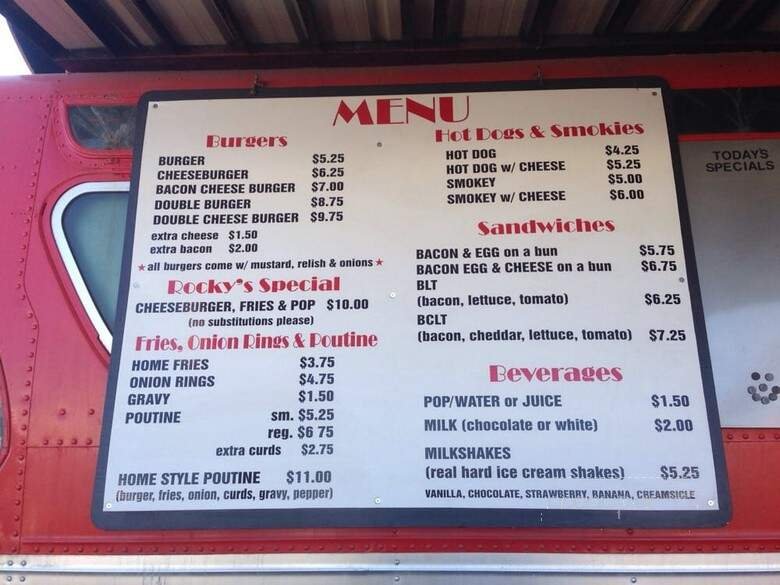 MENU
Burgers
BURGER $5.25
CHEESEBURGER $6.25
BACON CHEESE BURGER $7.00
DOUBLE BURGER $8.75
DOUBLE CHEESE BURGER $9.75
extra cheese $1.50
extra bacon $2.00
★ all burgers come w/ mustard, relish & onions ★
Rocky's Special
CHEESEBURGER, FRIES & POP $10.00
(no substitutions please)
Fries, Onion Rings & Poutine
HOME FRIES $3.75
ONION RINGS $4.75
GRAVY $1.50
POUTINE sm. $5.25
reg. $6 75
extra curds $2.75
HOME STYLE POUTINE $11.00
(burger, fries, onion, curds, gravy, pepper)
Hot Dogs & Smokies
HOT DOG $4.25
HOT DOG w/ CHEESE $5.25
SMOKEY $5.00
SMOKEY w/ CHEESE $6.00
Sandwiches
BACON & EGG on a bun $5.75
BACON EGG & CHEESE on a bun $6.75
BLT
(bacon, lettuce, tomato) $6.25
BCLT
(bacon, cheddar, lettuce, tomato) $7.25
Beverages
POP/WATER or JUICE $1.50
MILK (chocolate or white) $2.00
MILKSHAKES
(real hard ice cream shakes) $5.25
VANILLA, CHOCOLATE, STRAWBERRY, BANANA, CREAMSICLE
TODAY'S
SPECIALS